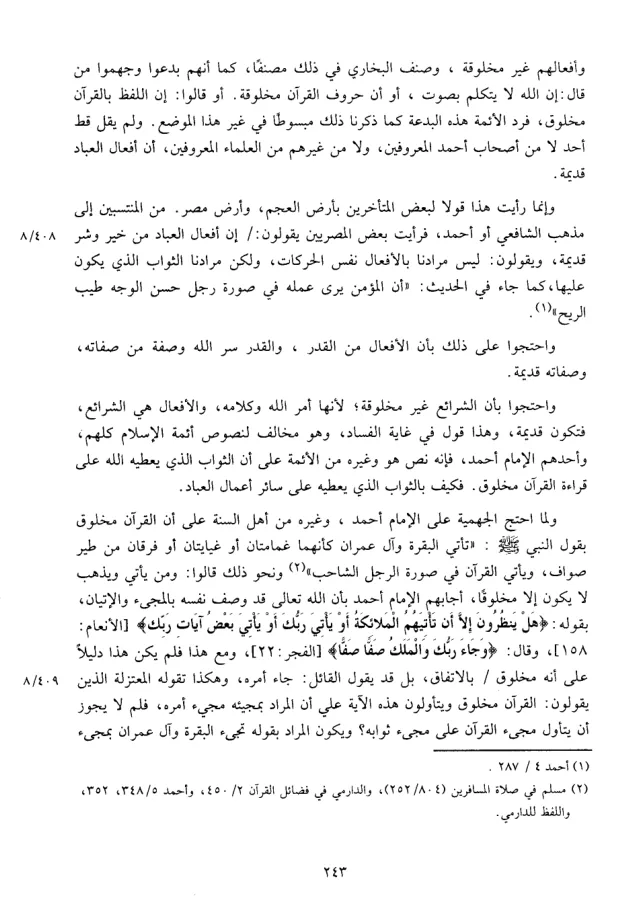 وأفعالهم غير مخلوقة ، وصنف البخاري في ذلك مصنفًا، كما أنهم بدعوا وجهموا من
قال:إن الله لا يتكلم بصوت ، أو أن حروف القرآن مخلوقة. أو قالوا: إن اللفظ بالقرآن
مخلوق، فرد الأئمة هذه البدعة كما ذكرنا ذلك مبسوطًا في غير هذا الموضع. ولم يقل قط
أحد لا من أصحاب أحمد المعروفين، ولا من غيرهم من العلماء المعروفين، أن أفعال العباد
قديمة.
وإنما رأيت هذا قولا لبعض المتأخرين بأرض العجم، وأرض مصر. من المنتسبين إلى
مذهب الشافعي أو أحمد، فرأيت بعض المصريين يقولون:/ إن أفعال العباد من خير وشر
٨/٤٠٨
قديمة، ويقولون: ليس مرادنا بالأفعال نفس الحركات، ولكن مرادنا الثواب الذي يكون
عليها،كما جاء في الحديث: «أن المؤمن يرى عمله في صورة رجل حسن الوجه طيب
الريح»(١).
واحتجوا على ذلك بأن الأفعال من القدر ، والقدر سر الله وصفة من صفاته،
وصفاته قديمة.
واحتجوا بأن الشرائع غير مخلوقة؛ لأنها أمر الله وكلامه، والأفعال هي الشرائع،
فتكون قديمة، وهذا قول في غاية الفساد، وهو مخالف لنصوص أئمة الإسلام كلهم،
وأحدهم الإمام أحمد، فإنه نص هو وغيره من الأئمة على أن الثواب الذي يعطيه الله على
قراءة القرآن مخلوق. فكيف بالثواب الذي يعطيه على سائر أعمال العباد.
ولما احتج الجهمية على الإمام أحمد ، وغيره من أهل السنة على أن القرآن مخلوق
بقول النبي ﷺ : «تأتي البقرة وآل عمران كأنهما غمامتان أو غيايتان أو فرقان من طير
صواف، ويأتي القرآن في صورة الرجل الشاحب»(٢) ونحو ذلك قالوا: ومن يأتي ويذهب
لا يكون إلا مخلوقًا، أجابهم الإمام أحمد بأن الله تعالى قد وصف نفسه بالمجىء والإتيان،
بقوله: ﴿هَلْ يَنظُرُونَ إِلاَّ أَن تَأْتِيَهُمُ الْمَلائِكَةُ أَوْ يَأْتِيَ رَبُّكَ أَوْ يَأْتِيَ بَعْضُ آيَاتِ رَبِّكَ﴾ [الأنعام:
١٥٨]، وقال: ﴿وَجَاءَ رَبُّكَ وَالْمَلَكُ صَفًّا صَفًّا﴾ [الفجر:٢٢]، ومع هذا فلم يكن هذا دليلاً
على أنه مخلوق / بالاتفاق، بل قد يقول القائل: جاء أمره، وهكذا تقوله المعتزلة الذين
٨/٤٠٩
يقولون: القرآن مخلوق ويتأولون هذه الآية علي أن المراد بمجيئه مجيء أمره، فلم لا يجوز
أن يتأول مجىء القرآن على مجىء ثوابه؟ ويكون المراد بقوله تجىء البقرة وآل عمران بمجىء
(١) أحمد ٤ / ٢٨٧ .
(٢) مسلم في صلاة المسافرين (٢٥٢/٨٠٤)، والدارمي في فضائل القرآن ٢/ ٤٥٠، وأحمد ٥/ ٣٤٨، ٣٥٢،
واللفظ للدارمي.
٢٤٣